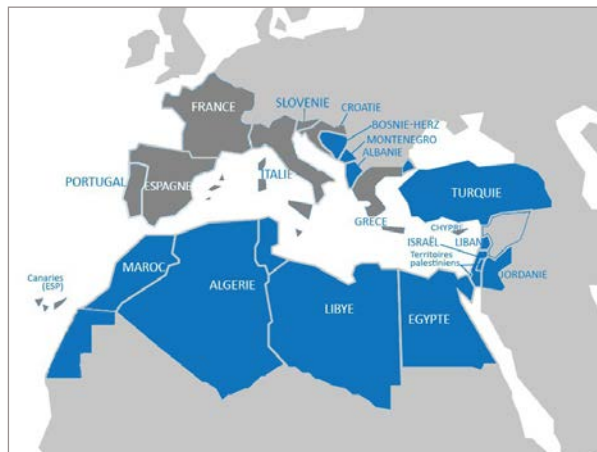 FRANCE
SLOVENIE
CROATIE
BOSNIE-HERZ
MONTENEGRO
ALBANIE
PORTUGAL
ESPAGNE
ITALIE
TURQUIE
GRECE
CHYPRE
ISRAËL
LIBAN
Territoires
palestiniens
JORDANIE
MAROC
Canaries
(ESP)
ALGERIE
LIBYE
EGYPTE